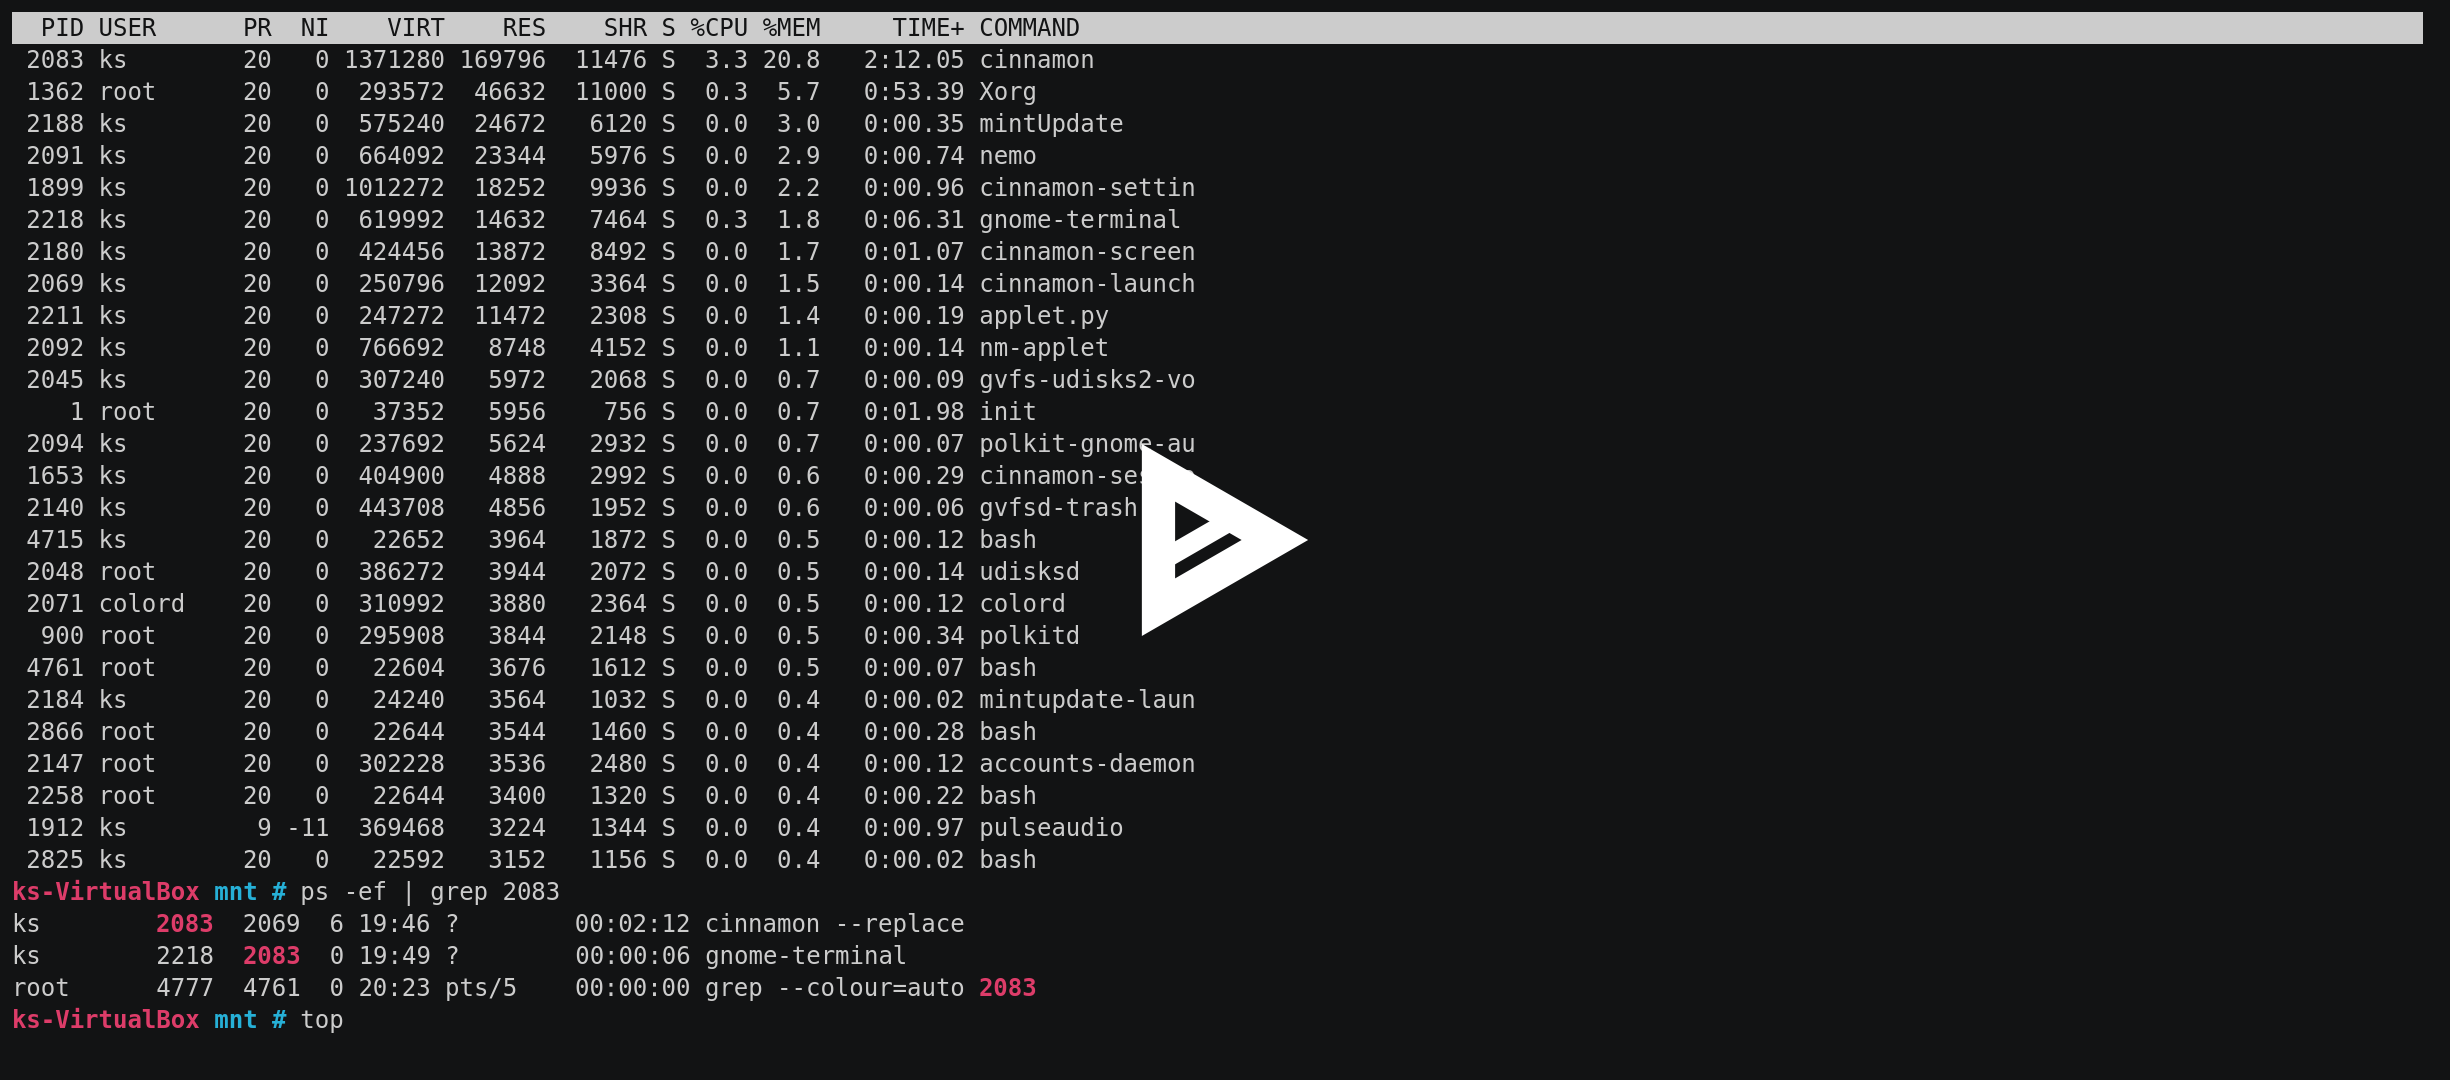 PID USER      PR  NI    VIRT    RES    SHR S %CPU %MEM     TIME+ COMMAND
2083 ks        20   0 1371280 169796  11476 S  3.3 20.8   2:12.05 cinnamon
1362 root      20   0  293572  46632  11000 S  0.3  5.7   0:53.39 Xorg
2188 ks        20   0  575240  24672   6120 S  0.0  3.0   0:00.35 mintUpdate
2091 ks        20   0  664092  23344   5976 S  0.0  2.9   0:00.74 nemo
1899 ks        20   0 1012272  18252   9936 S  0.0  2.2   0:00.96 cinnamon-settin
2218 ks        20   0  619992  14632   7464 S  0.3  1.8   0:06.31 gnome-terminal
2180 ks        20   0  424456  13872   8492 S  0.0  1.7   0:01.07 cinnamon-screen
2069 ks        20   0  250796  12092   3364 S  0.0  1.5   0:00.14 cinnamon-launch
2211 ks        20   0  247272  11472   2308 S  0.0  1.4   0:00.19 applet.py
2092 ks        20   0  766692   8748   4152 S  0.0  1.1   0:00.14 nm-applet
2045 ks        20   0  307240   5972   2068 S  0.0  0.7   0:00.09 gvfs-udisks2-vo
1 root      20   0   37352   5956    756 S  0.0  0.7   0:01.98 init
2094 ks        20   0  237692   5624   2932 S  0.0  0.7   0:00.07 polkit-gnome-au
1653 ks        20   0  404900   4888   2992 S  0.0  0.6   0:00.29
2140 ks        20   0  443708   4856   1952 S  0.0  0.6   0:00.06 gvfsd-trash
4715 ks        20   0   22652   3964   1872 S  0.0  0.5   0:00.12 bash
2048 root      20   0  386272   3944   2072 S  0.0  0.5   0:00.14 udisksd
2071 colord    20   0  310992   3880   2364 S  0.0  0.5   0:00.12 colord
900 root      20   0  295908   3844   2148 S  0.0  0.5   0:00.34 polkitd
4761 root      20   0   22604   3676   1612 S  0.0  0.5   0:00.07 bash
2184 ks        20   0   24240   3564   1032 S  0.0  0.4   0:00.02 mintupdate-laun
2866 root      20   0   22644   3544   1460 S  0.0  0.4   0:00.28 bash
2147 root      20   0  302228   3536   2480 S  0.0  0.4   0:00.12 accounts-daemon
2258 root      20   0   22644   3400   1320 S  0.0  0.4   0:00.22 bash
1912 ks         9 -11  369468   3224   1344 S  0.0  0.4   0:00.97 pulseaudio
2825 ks        20   0   22592   3152   1156 S  0.0  0.4   0:00.02 bash
ks-VirtualBox mnt # ps -ef | grep 2083
ks        2083  2069  6 19:46 ?        00:02:12 cinnamon --replace
ks        2218  2083  0 19:49 ?        00:00:06 gnome-terminal
root      4777  4761  0 20:23 pts/5    00:00:00 grep --colour=auto 2083
ks-VirtualBox mnt # top